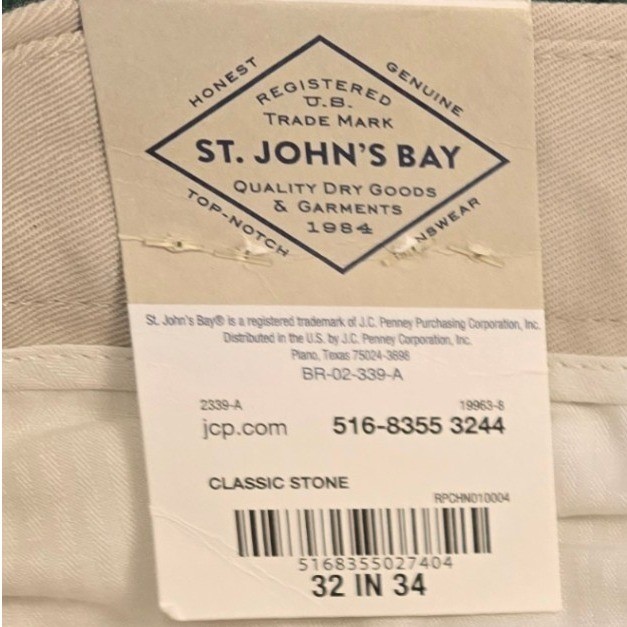 HONEST
GENUINE
REGISTERED
U.S.
TRADE MARK
ST. JOHN'S BAY
QUALITY DRY GOODS
& GARMENTS
1984
TOP-NOTCH
St. John's Bay® is a registered trademark of J.C. Penney Purchasing Corporation, Inc.
Distributed in the U.S. by J.C. Penney Corporation, Inc.
Plano, Texas 75024-3698
BR-02-339-A
2339-A 19963-8
jcp.com 516-8355 3244
CLASSIC STONE
RPCHN010004
5168355027404
32 IN 34